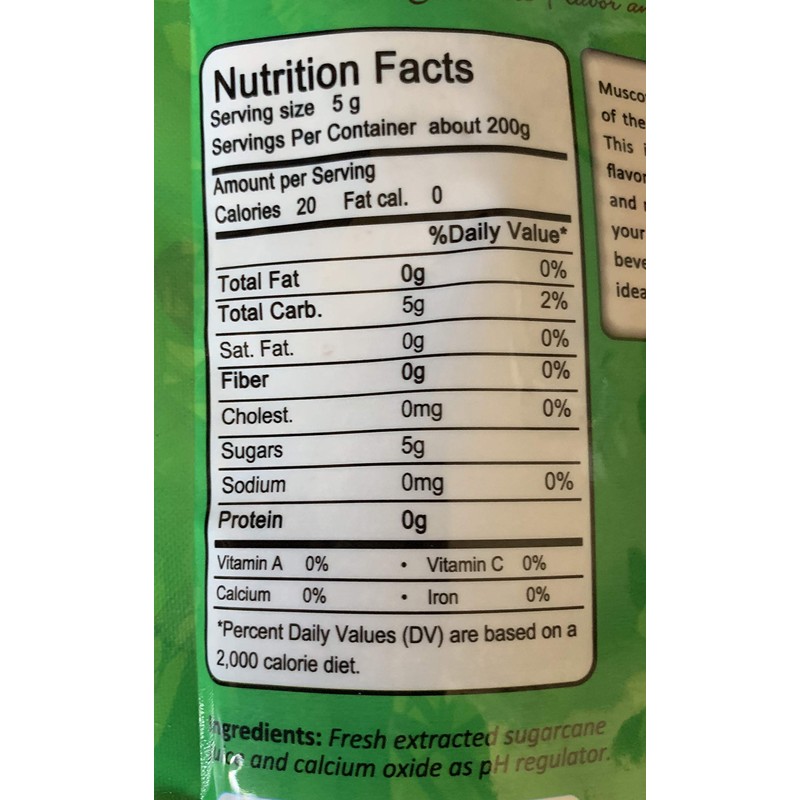 flavor
Nutrition Facts
Serving size 5 g
Servings Per Container about 200g
Amount per Serving
Calories 20 Fat cal. 0
%Daily Value*
Total Fat 0g 0%
Total Carb. 5g 2%
Sat. Fat. 0g 0%
Fiber 0g 0%
Cholest. 0mg 0%
Sugars 5g
Sodium 0mg 0%
Protein 0g
Vitamin A 0% • Vitamin C 0%
Calcium 0% • Iron 0%
*Percent Daily Values (DV) are based on a
2,000 calorie diet.
Ingredients: Fresh extracted sugarcane
juice and calcium oxide as pH regulator.
Musco
of the
This
flavor
and
your
beve
idea